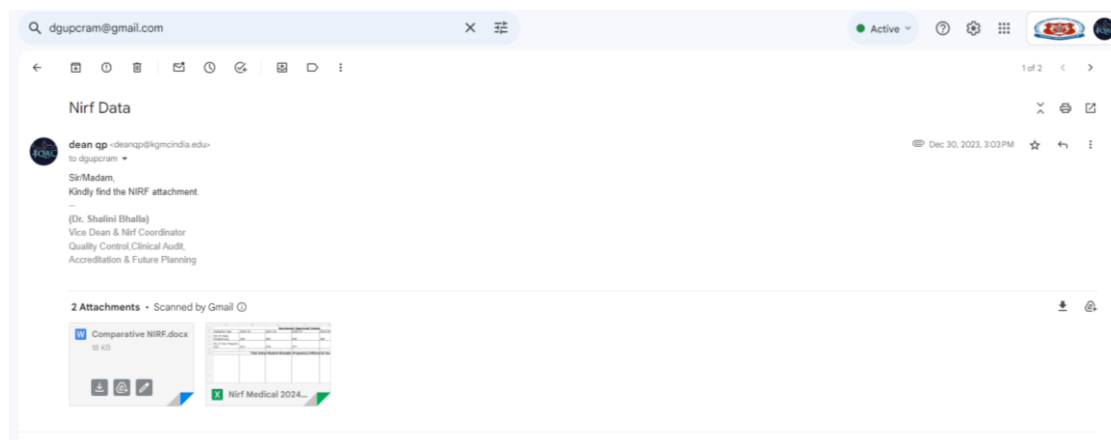 dgupcram@gmail.com
Active
1 of 2
Nirf Data
dean qp <deanqp@kgmcindia.edu>
Dec 30, 2023, 3:03 PM
to dgupcram
Sir/Madam,
Kindly find the NIRF attachment.
--
(Dr. Shalini Bhalla)
Vice Dean & Nirf Coordinator
Quality Control,Clinical Audit,
Accreditation & Future Planning
2 Attachments • Scanned by Gmail
W Comparative NIRF.docx
18 KB
X Nirf Medical 2024...